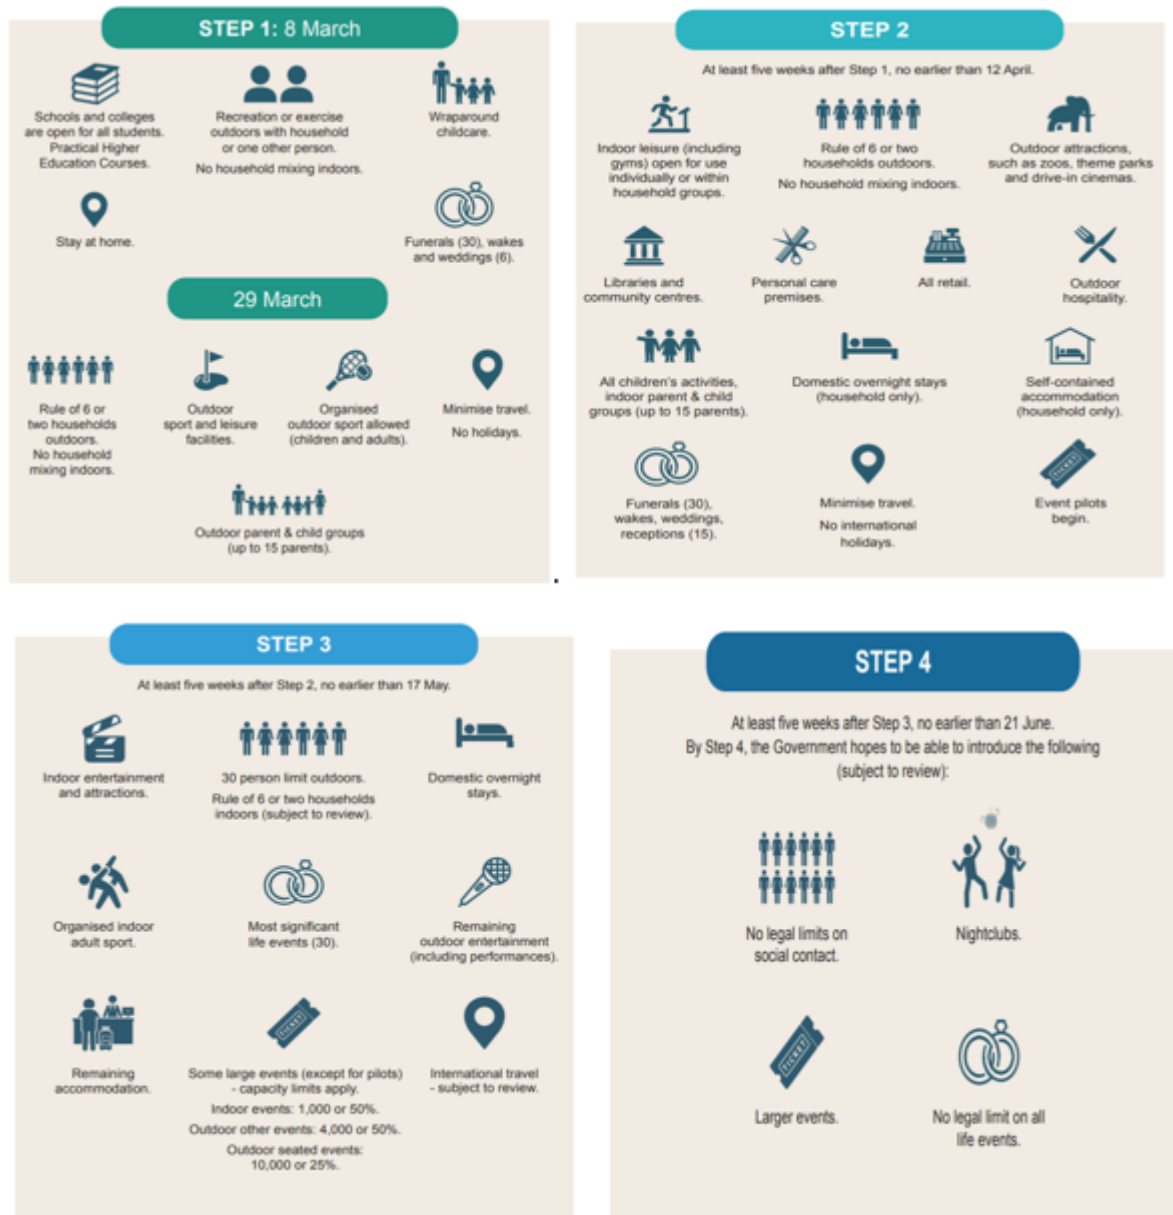 STEP 1: 8 March
Schools and colleges
are open for all students.
Practical Higher
Education Courses.
Recreation or exercise
outdoors with household
or one other person.
No household mixing indoors.
Wraparound
childcare.
Stay at home.
Funerals (30), wakes
and weddings (6).
29 March
Rule of 6 or
two households
outdoors.
No household
mixing indoors.
Outdoor
sport and leisure
facilities.
Organised
outdoor sport allowed
(children and adults).
Minimise travel.
No holidays.
Outdoor parent & child groups
(up to 15 parents).
STEP 2
At least five weeks after Step 1, no earlier than 12 April.
Indoor leisure (including
gyms) open for use
individually or within
household groups.
Rule of 6 or two
households outdoors.
No household mixing indoors.
Outdoor attractions,
such as zoos, theme parks
and drive-in cinemas.
Libraries and
community centres.
Personal care
premises.
All retail.
Outdoor
hospitality.
All children's activities,
indoor parent & child
groups (up to 15 parents).
Domestic overnight stays
(household only).
Self-contained
accommodation
(household only).
Funerals (30),
wakes, weddings,
receptions (15).
Minimise travel.
No international
holidays.
TICKET
Event pilots
begin.
STEP 3
At least five weeks after Step 2, no earlier than 17 May.
Indoor entertainment
and attractions.
30 person limit outdoors.
Rule of 6 or two households
indoors (subject to review).
Domestic overnight
stays.
Organised indoor
adult sport.
Most significant
life events (30).
Remaining
outdoor entertainment
(including performances).
Remaining
accommodation.
TICKET
Some large events (except for pilots)
- capacity limits apply.
Indoor events: 1,000 or 50%.
Outdoor other events: 4,000 or 50%.
Outdoor seated events:
10,000 or 25%.
International travel
- subject to review.
STEP 4
At least five weeks after Step 3, no earlier than 21 June.
By Step 4, the Government hopes to be able to introduce the following
(subject to review):
No legal limits on
social contact.
Nightclubs.
TICKET
Larger events.
No legal limit on all
life events.